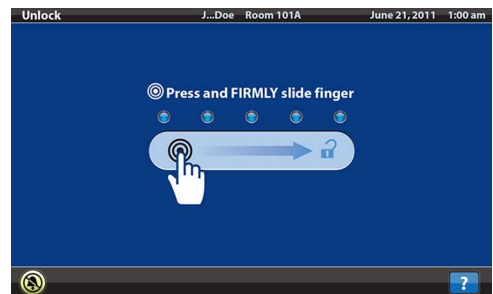 Unlock J...Doe Room 101A June 21, 2011 1:00 am
Press and FIRMLY slide finger
?